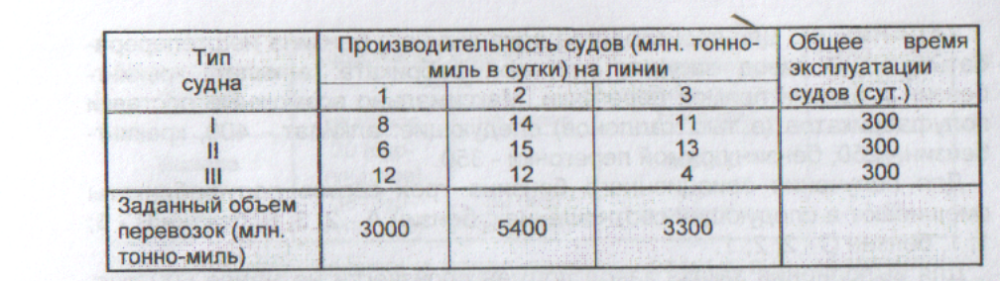 Тип судна
Производительность судов (млн. тонно-миль в сутки) на линии
Общее время эксплуатации судов (сут.)
1 2 3
I 8 14 11 300
II 6 15 13 300
III 12 12 4 300
Заданный объем перевозок (млн. тонно-миль) 3000 5400 3300